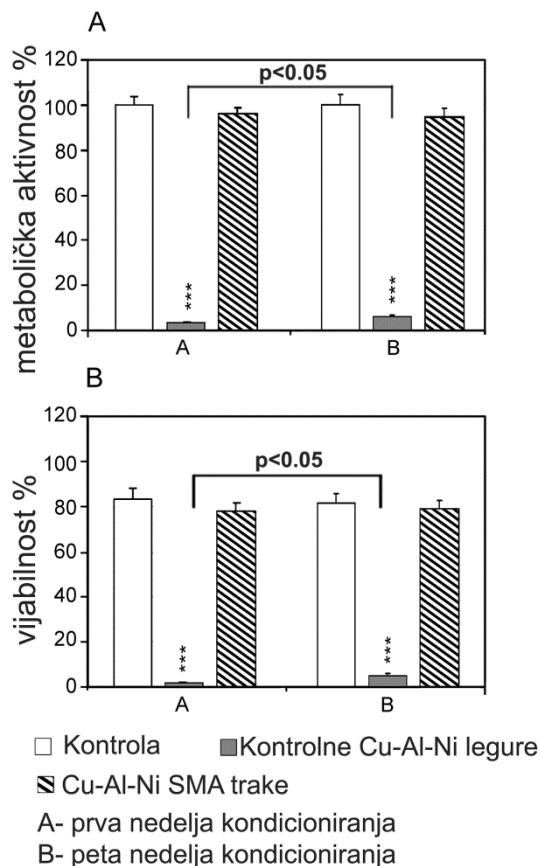 A
metabolička aktivnost %
120
100
80
60
40
20
0
p<0.05
***
***
A
B
B
vijabilnost %
120
100
80
60
40
20
0
p<0.05
***
***
A
B
Kontrola
Kontrolne Cu-Al-Ni legure
Cu-Al-Ni SMA trake
A- prva nedelja kondicioniranja
B- peta nedelja kondicioniranja